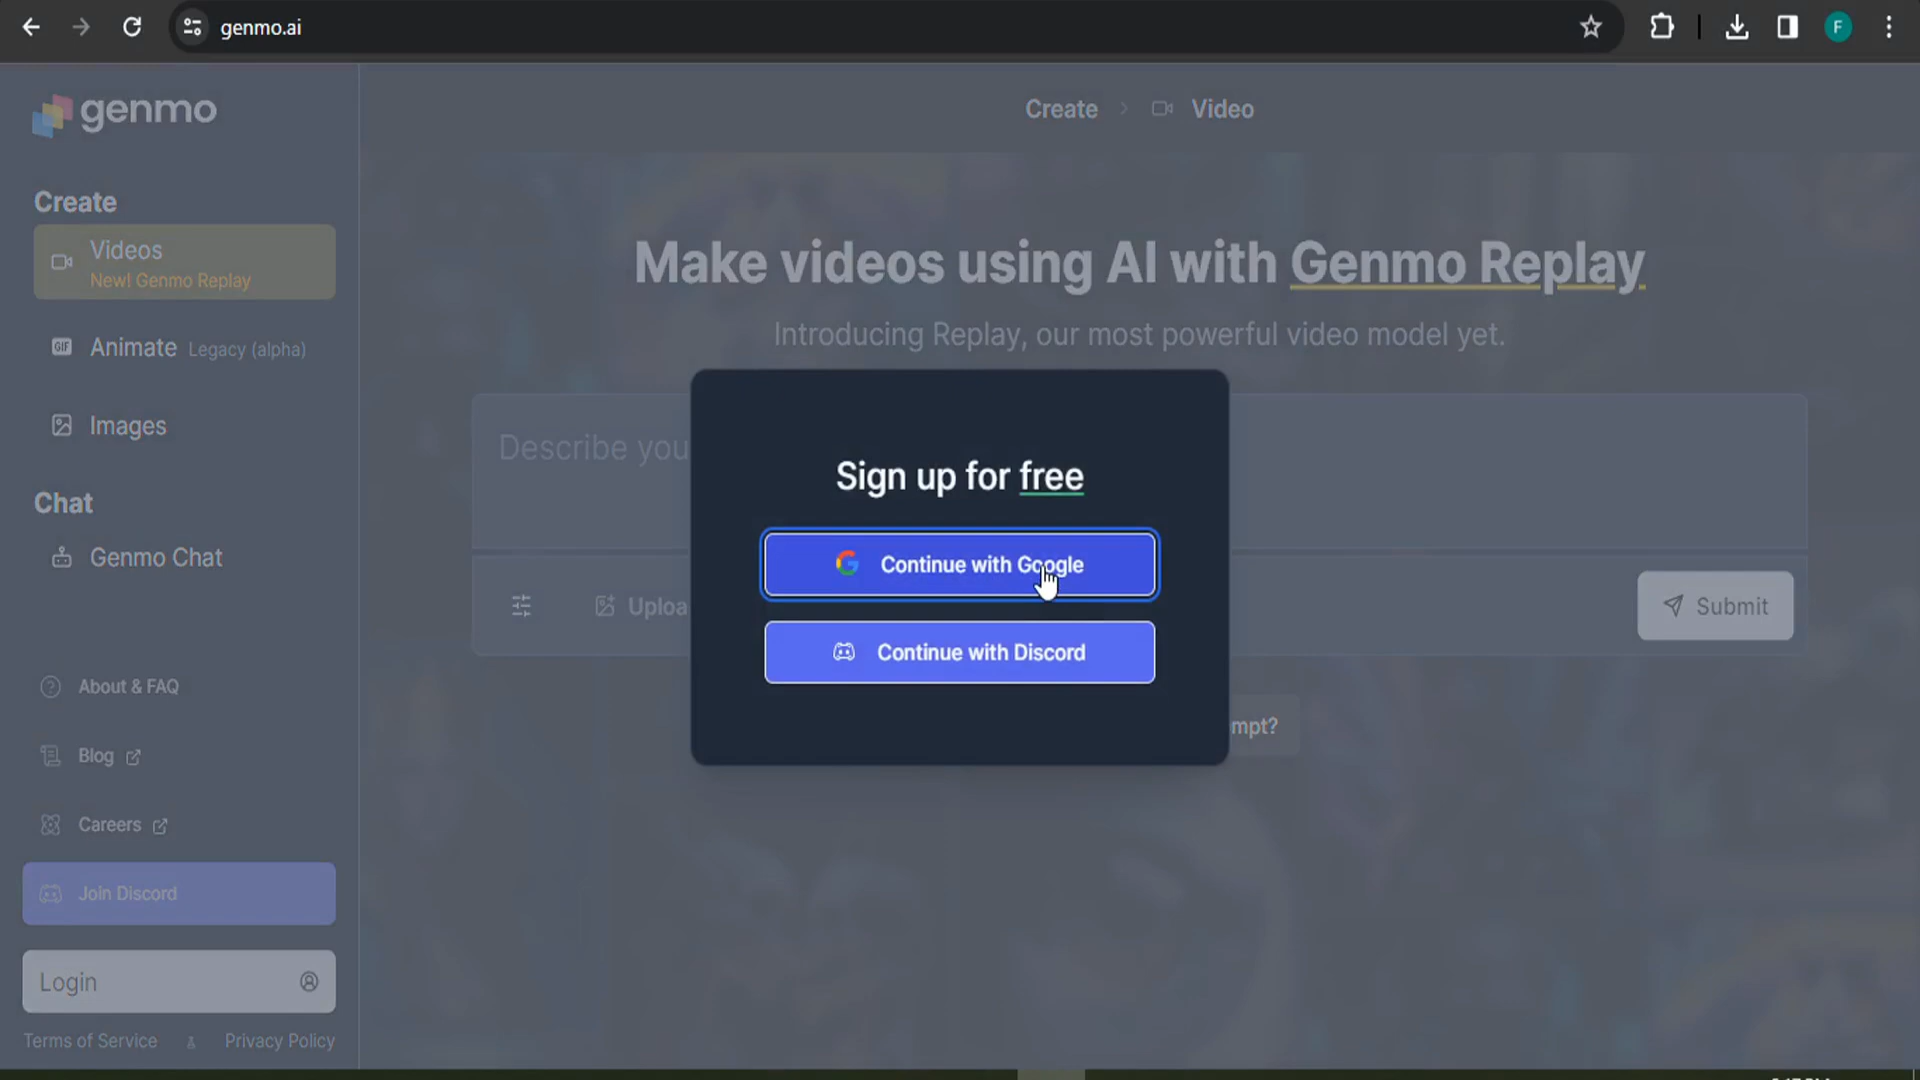 genmo.ai
F
genmo
Create
Videos
New! Genmo Replay
GIF
Animate Legacy (alpha)
Images
Chat
Genmo Chat
About & FAQ
Blog
Careers
Join Discord
Login
Terms of Service
Privacy Policy
Create > Video
Make videos using AI with Genmo Replay.
Introducing Replay, our most powerful video model yet.
Describe you
Uploa
Submit
mpt?
Sign up for free
Continue with Google
Continue with Discord